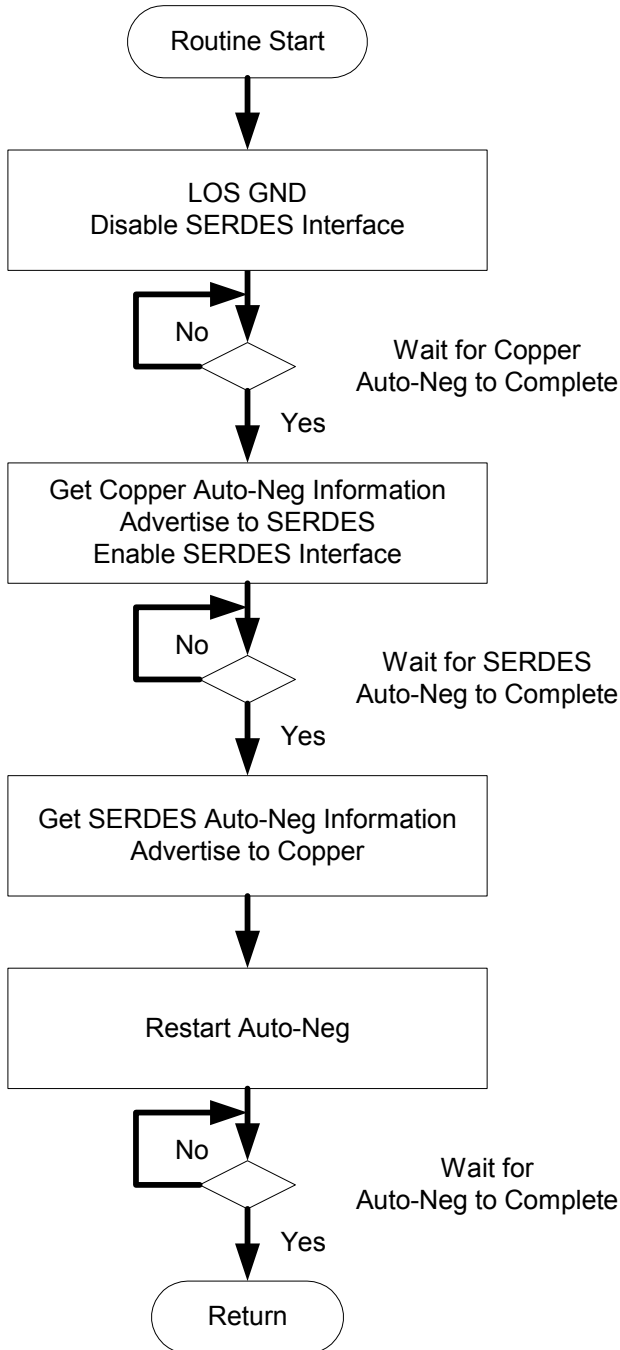 Routine Start
LOS GND
Disable SERDES Interface
No
Wait for Copper
Auto-Neg to Complete
Yes
Get Copper Auto-Neg Information
Advertise to SERDES
Enable SERDES Interface
No
Wait for SERDES
Auto-Neg to Complete
Yes
Get SERDES Auto-Neg Information
Advertise to Copper
Restart Auto-Neg
No
Wait for
Auto-Neg to Complete
Yes
Return